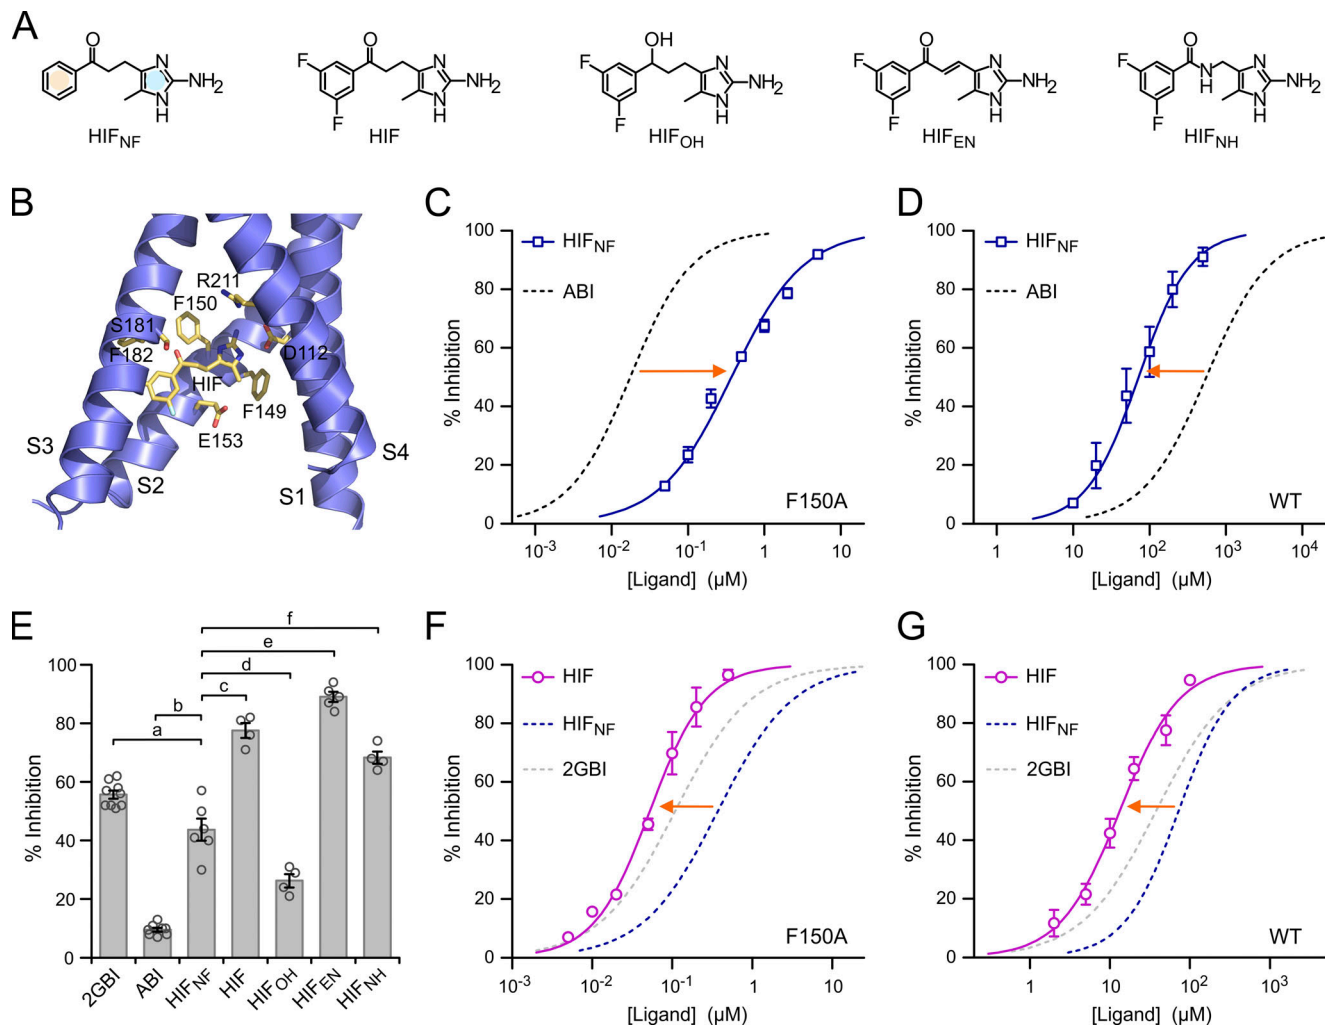 A
O N NH2 N H HIFNF
F O N NH2 N H F HIF
F OH N NH2 N H F HIFOH
F O N NH2 N H F HIFEN
F O N H N NH2 N H F HIFNH
B
R211
F150
S181
F182
D112
HIF
F149
E153
S3
S2
S1
S4
C
HIFNF
ABI
% Inhibition
100
80
60
40
20
0
F150A
10-3 10-2 10-1 1 10
[Ligand] (μM)
D
HIFNF
ABI
% Inhibition
100
80
60
40
20
0
WT
1 10 102 103 104
[Ligand] (μM)
E
f
e
d
c
b
a
% Inhibition
100
80
60
40
20
0
2GBI ABI HIFNF HIF HIFOH HIFEN HIFNH
F
HIF
HIFNF
2GBI
% Inhibition
100
80
60
40
20
0
F150A
10-3 10-2 10-1 1 10
[Ligand] (μM)
G
HIF
HIFNF
2GBI
% Inhibition
100
80
60
40
20
0
WT
1 10 102 103
[Ligand] (μM)